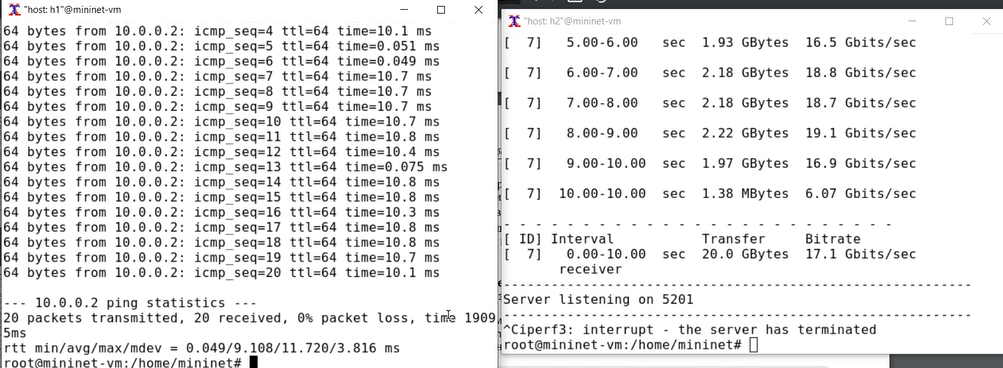 "host: h1"@mininet-vm
64 bytes from 10.0.0.2: icmp_seq=4 ttl=64 time=10.1 ms
64 bytes from 10.0.0.2: icmp_seq=5 ttl=64 time=0.051 ms
64 bytes from 10.0.0.2: icmp_seq=6 ttl=64 time=0.049 ms
64 bytes from 10.0.0.2: icmp_seq=7 ttl=64 time=10.7 ms
64 bytes from 10.0.0.2: icmp_seq=8 ttl=64 time=10.7 ms
64 bytes from 10.0.0.2: icmp_seq=9 ttl=64 time=10.7 ms
64 bytes from 10.0.0.2: icmp_seq=10 ttl=64 time=10.7 ms
64 bytes from 10.0.0.2: icmp_seq=11 ttl=64 time=10.8 ms
64 bytes from 10.0.0.2: icmp_seq=12 ttl=64 time=10.4 ms
64 bytes from 10.0.0.2: icmp_seq=13 ttl=64 time=0.075 ms
64 bytes from 10.0.0.2: icmp_seq=14 ttl=64 time=10.8 ms
64 bytes from 10.0.0.2: icmp_seq=15 ttl=64 time=10.8 ms
64 bytes from 10.0.0.2: icmp_seq=16 ttl=64 time=10.3 ms
64 bytes from 10.0.0.2: icmp_seq=17 ttl=64 time=10.8 ms
64 bytes from 10.0.0.2: icmp_seq=18 ttl=64 time=10.8 ms
64 bytes from 10.0.0.2: icmp_seq=19 ttl=64 time=10.7 ms
64 bytes from 10.0.0.2: icmp_seq=20 ttl=64 time=10.1 ms
--- 10.0.0.2 ping statistics ---
20 packets transmitted, 20 received, 0% packet loss, time 1909
5ms
rtt min/avg/max/mdev = 0.049/9.108/11.720/3.816 ms
root@mininet-vm:/home/mininet#
"host: h2"@mininet-vm
[  7]   5.00-6.00   sec  1.93 GBytes  16.5 Gbits/sec
[  7]   6.00-7.00   sec  2.18 GBytes  18.8 Gbits/sec
[  7]   7.00-8.00   sec  2.18 GBytes  18.7 Gbits/sec
[  7]   8.00-9.00   sec  2.22 GBytes  19.1 Gbits/sec
[  7]   9.00-10.00  sec  1.97 GBytes  16.9 Gbits/sec
[  7]  10.00-10.00  sec  1.38 MBytes  6.07 Gbits/sec
- - - - - - - - - - - - - - - - - - - - - - - - -
[ ID] Interval           Transfer     Bitrate
[  7]   0.00-10.00  sec  20.0 GBytes  17.1 Gbits/sec
receiver
-----------------------------------------------------------
Server listening on 5201
-----------------------------------------------------------
^Ciperf3: interrupt - the server has terminated
root@mininet-vm:/home/mininet#